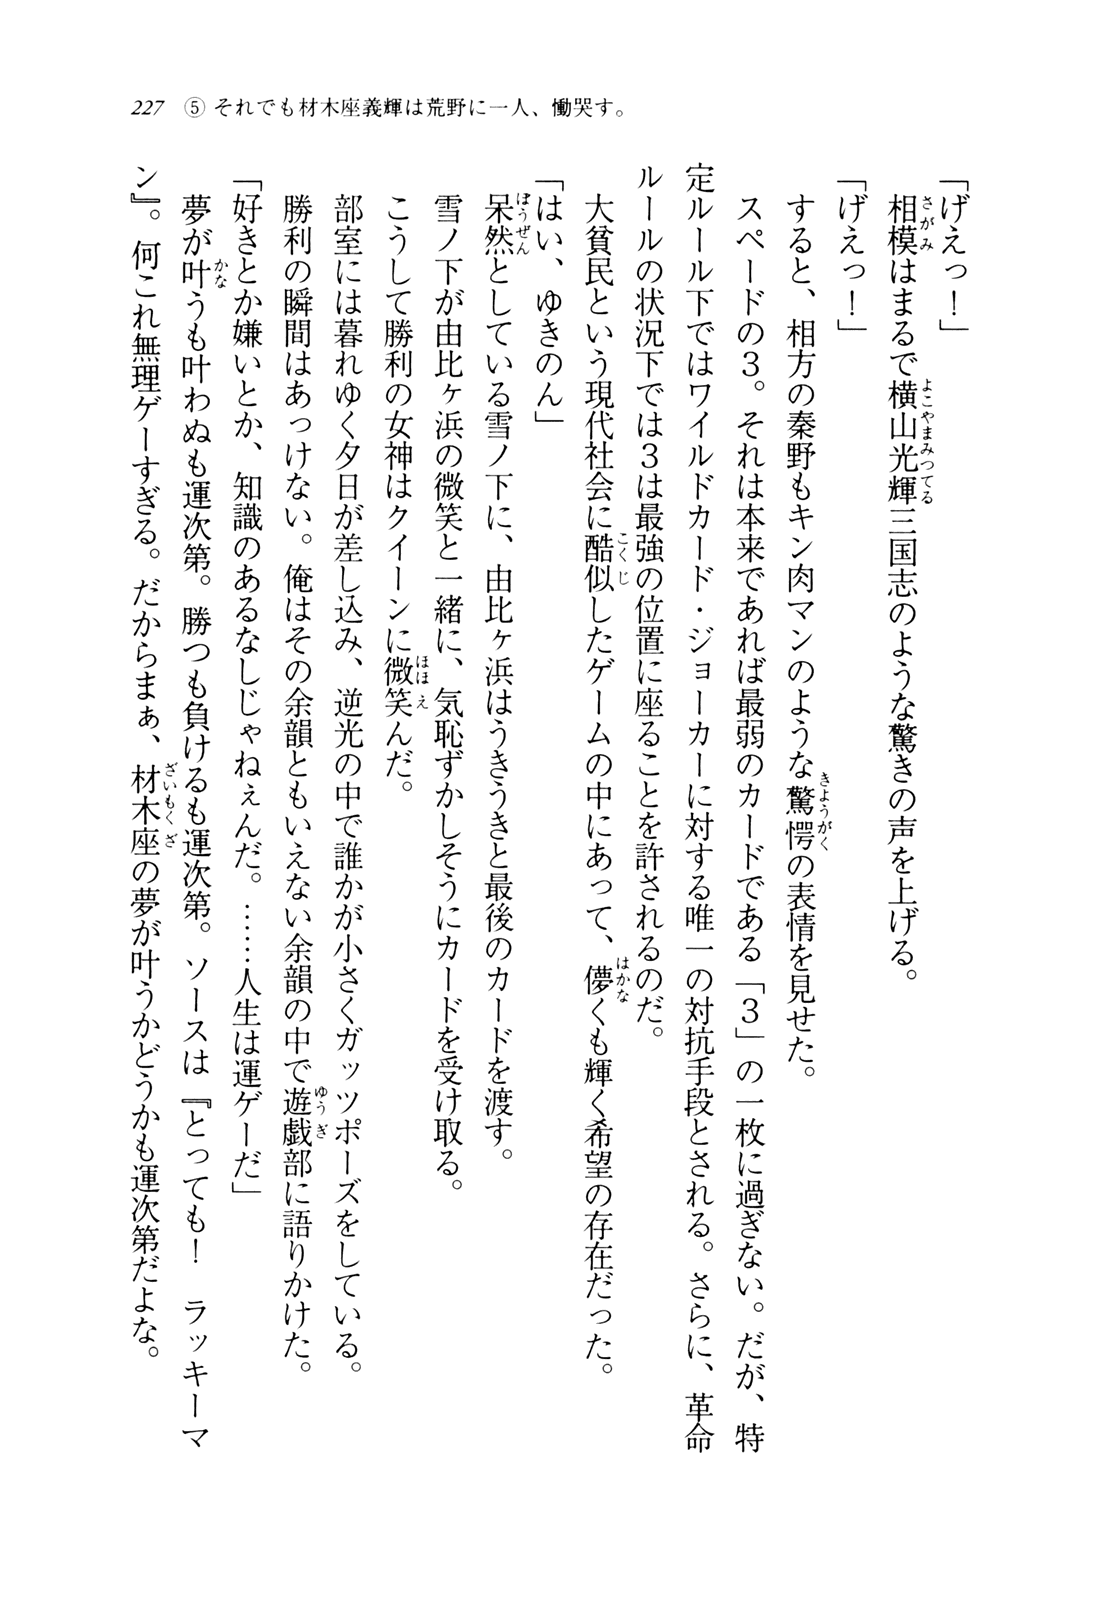 227 ⑤ それでも材木座義輝は荒野に一人、慟哭す。
「げえっ！」
相模はまるで横山光輝三国志のような驚きの声を上げる。
「げえっ！」
すると、相方の秦野もキン肉マンのような驚愕の表情を見せた。
スペードの３。それは本来であれば最弱のカードである「３」の一枚に過ぎない。だが、特
定ルール下ではワイルドカード・ジョーカーに対する唯一の対抗手段とされる。さらに、革命
ルールの状況下では３は最強の位置に座ることを許されるのだ。
大貧民という現代社会に酷似したゲームの中にあって、儚くも輝く希望の存在だった。
「はい、ゆきのん」
呆然としている雪ノ下に、由比ヶ浜はうきうきと最後のカードを渡す。
雪ノ下が由比ヶ浜の微笑と一緒に、気恥ずかしそうにカードを受け取る。
こうして勝利の女神はクイーンに微笑んだ。
部室には暮れゆく夕日が差し込み、逆光の中で誰かが小さくガッツポーズをしている。
勝利の瞬間はあっけない。俺はその余韻ともいえない余韻の中で遊戯部に語りかけた。
「好きとか嫌いとか、知識のあるなしじゃねぇんだ。……人生は運ゲーだ」
夢が叶うも叶わぬも運次第。勝つも負けるも運次第。ソースは『とっても！　ラッキーマ
ン』。何これ無理ゲーすぎる。だからまぁ、材木座の夢が叶うかどうかも運次第だよな。